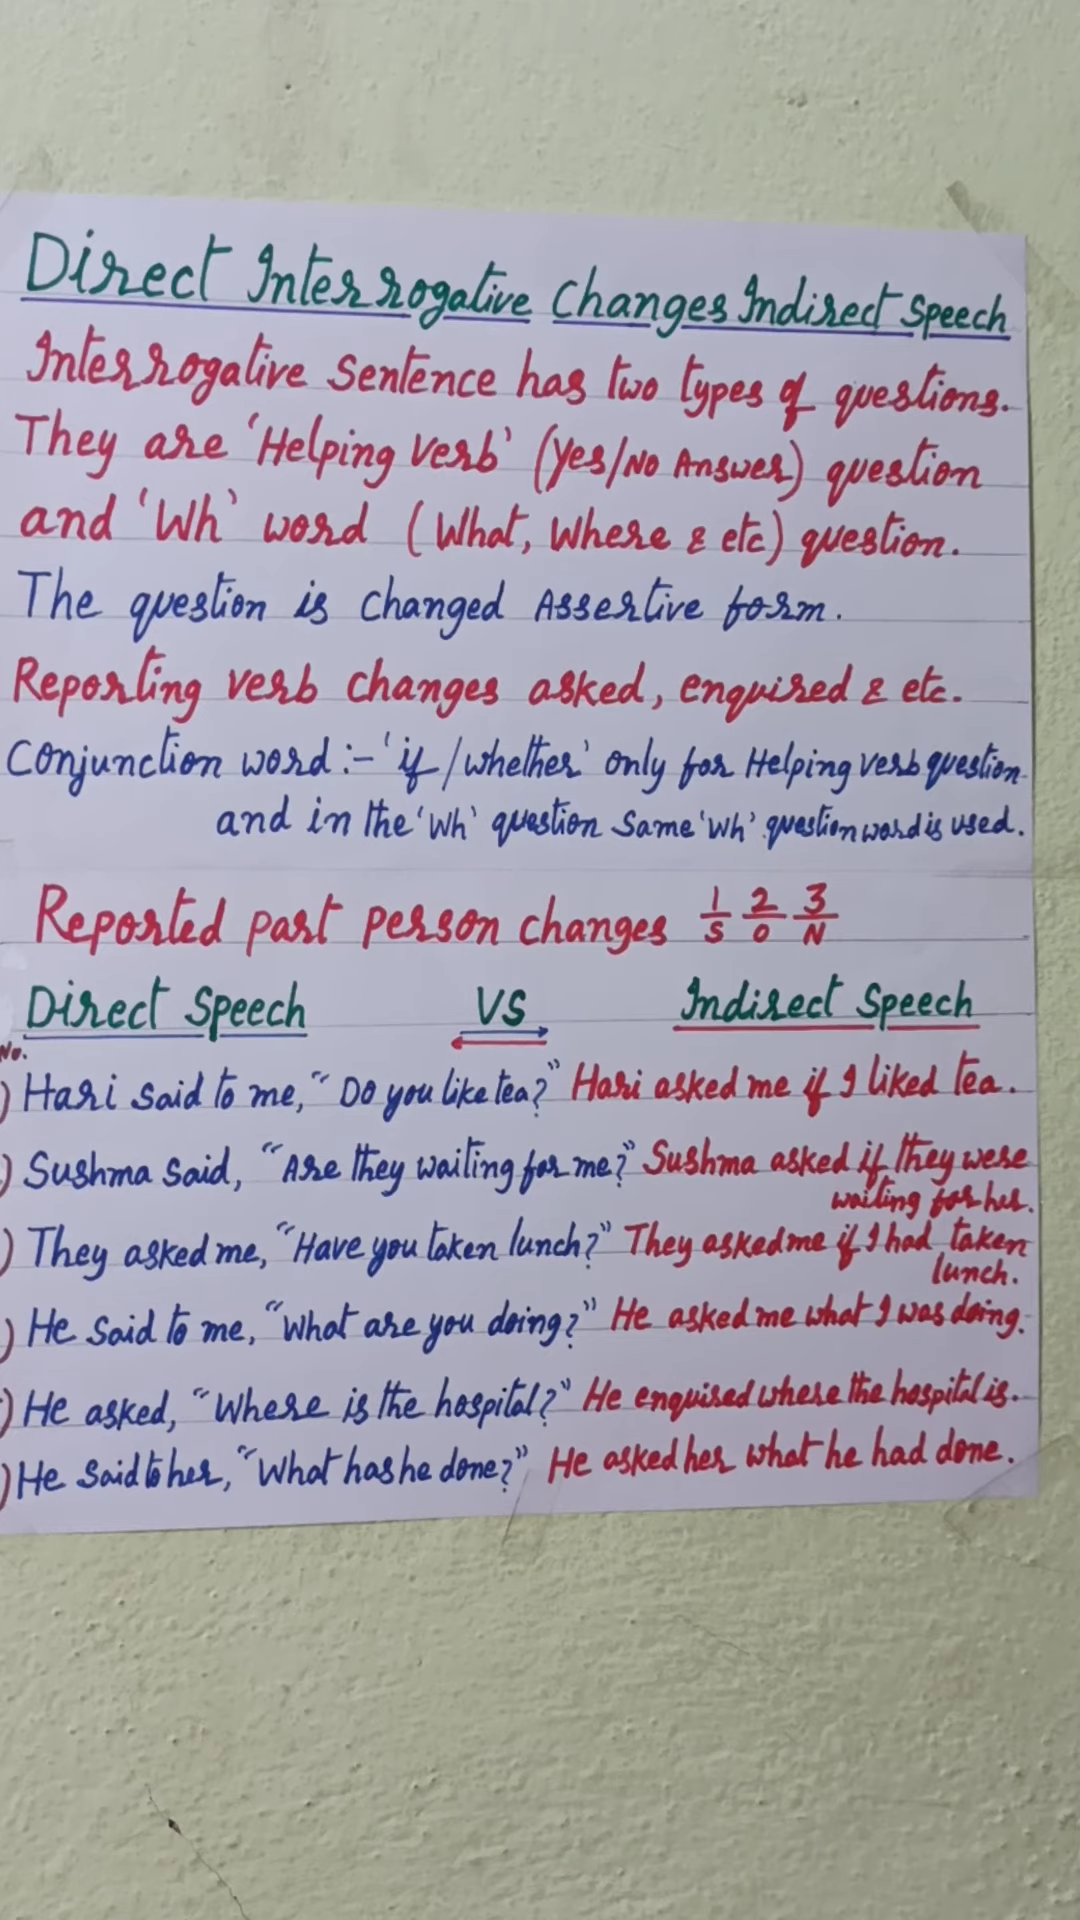 Direct Interrogative Changes Indirect Speech
Interrogative Sentence has two types of questions.
They are 'Helping verb' (Yes/No Answer) question
and 'Wh' word (What, Where & etc) question.
The question is changed Assertive form.
Reporting verb changes asked, enquired & etc.
Conjunction word :- 'if/whether' only for Helping verb question
and in the 'Wh' question same 'Wh' question word is used.
Reported part person changes 1/S 2/O 3/N
Direct Speech VS Indirect Speech
No.
) Hari said to me, "Do you like tea?" Hari asked me if I liked tea.
) Sushma said, "Are they waiting for me?" Sushma asked if they were
waiting for her.
) They asked me, "Have you taken lunch?" They asked me if I had taken
lunch.
) He said to me, "What are you doing?" He asked me what I was doing.
) He asked, "Where is the hospital?" He enquired where the hospital is.
) He said to her, "What has he done?" He asked her what he had done.